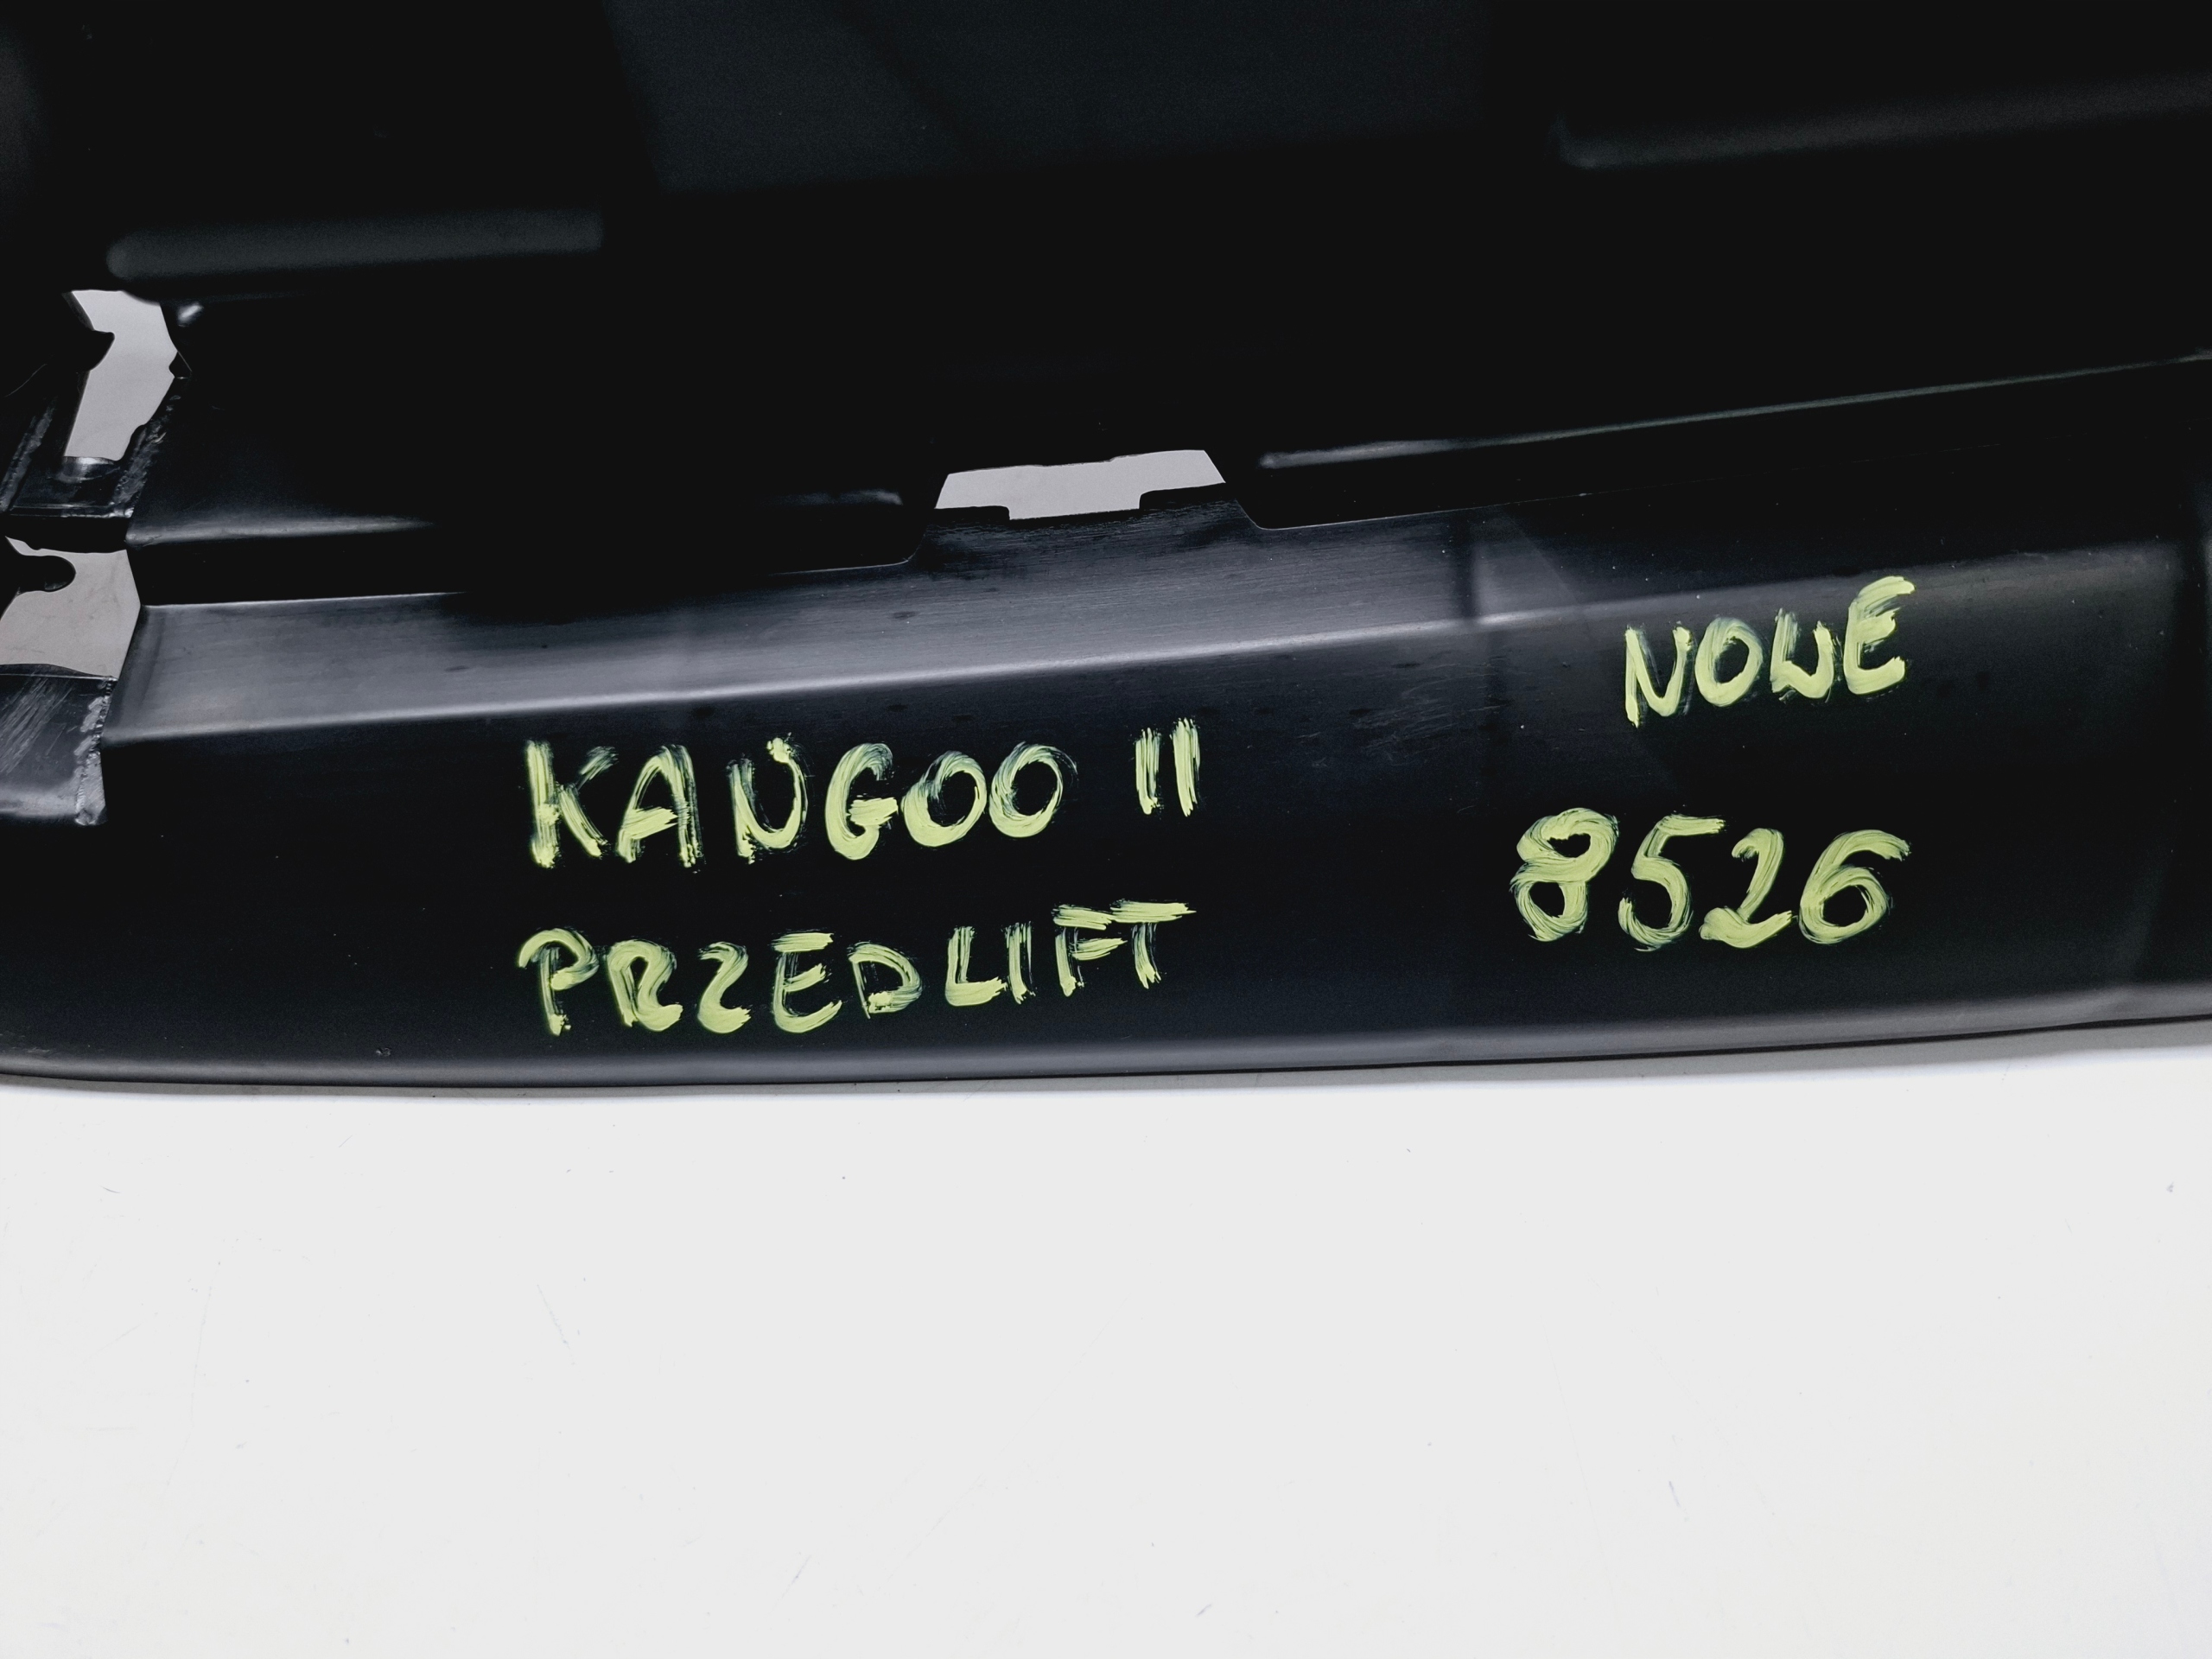 KANGOO II
PRZEDLIFT
NOWE
8526